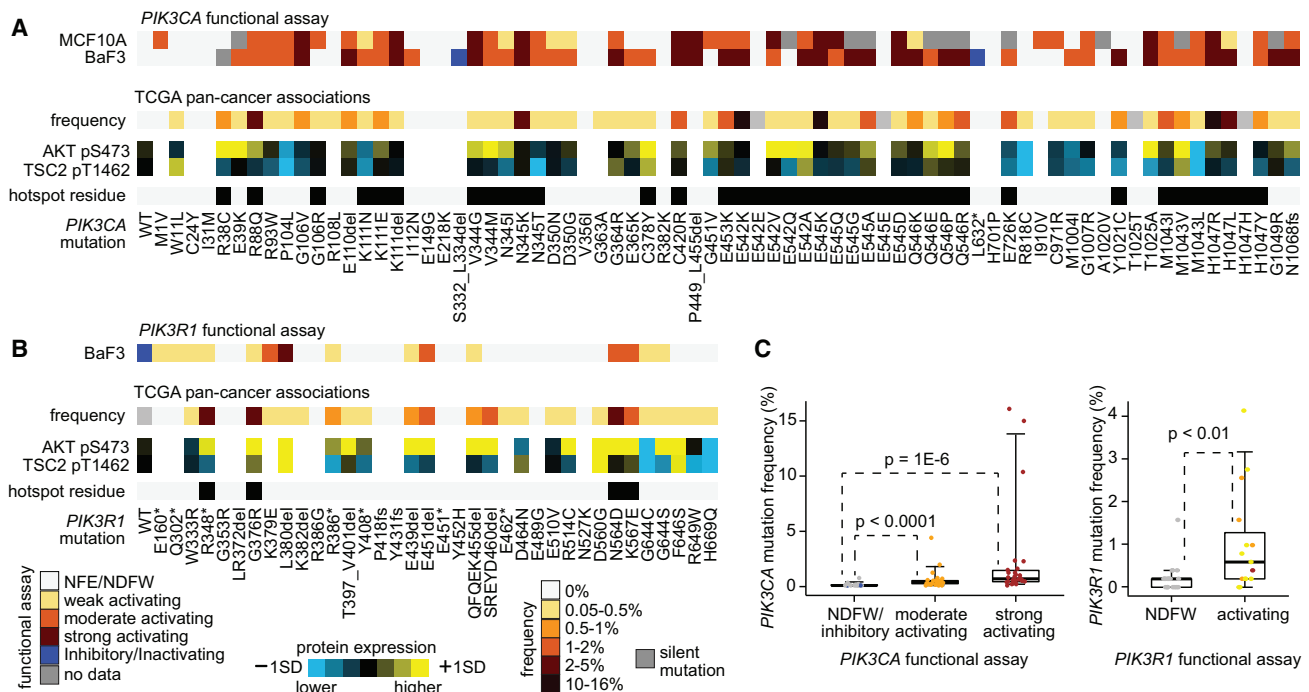 A
PIK3CA functional assay
MCF10A
BaF3
TCGA pan-cancer associations
frequency
AKT pS473
TSC2 pT1462
hotspot residue
PIK3CA mutation
WT
M1V
W11L
C24Y
I31M
R38C
E39K
R88Q
R93W
P104L
G106V
G106R
R108L
E110del
K111N
K111E
K111del
I112N
E149G
E218K
S332_L334del
V344G
V344M
N345I
N345K
N345T
D350N
D350G
V356I
G363A
G364R
E365K
C378Y
R382K
C420R
P449_L455del
G451V
E453K
E542K
E542E
E542Q
E542A
E542V
E542G
E545K
E545Q
E545G
E545A
E545E
E545D
Q546K
Q546E
Q546P
Q546R
L632*
H701P
E726K
R818C
I910V
C971R
M1004I
G1007R
A1020V
Y1021C
T1025T
T1025A
M1043I
M1043V
M1043L
H1047R
H1047L
H1047H
H1047Y
G1049R
N1068fs
B
PIK3R1 functional assay
BaF3
TCGA pan-cancer associations
frequency
AKT pS473
TSC2 pT1462
hotspot residue
PIK3R1 mutation
WT
E160*
Q302*
W333R
R348*
G353R
LR372del
G376R
K379E
L380del
K382del
R386G
R386*
T397_V401del
Y408*
P418fs
Y431fs
E439del
E451del
E451*
Y452H
QFQEK455del
SREYD460del
E462*
D464N
E489G
E510V
R514C
N527K
D560G
N564D
K567E
G644C
G644S
F646S
R649W
H669Q
functional assay
NFE/NDFW
weak activating
moderate activating
strong activating
Inhibitory/Inactivating
no data
protein expression
−1SD
+1SD
lower
higher
frequency
0%
0.05-0.5%
0.5-1%
1-2%
2-5%
10-16%
silent mutation
C
PIK3CA mutation frequency (%)
15
10
5
0
p = 1E-6
p < 0.0001
NDFW/inhibitory
moderate activating
strong activating
PIK3CA functional assay
PIK3R1 mutation frequency (%)
4
3
2
1
0
p < 0.01
NDFW
activating
PIK3R1 functional assay